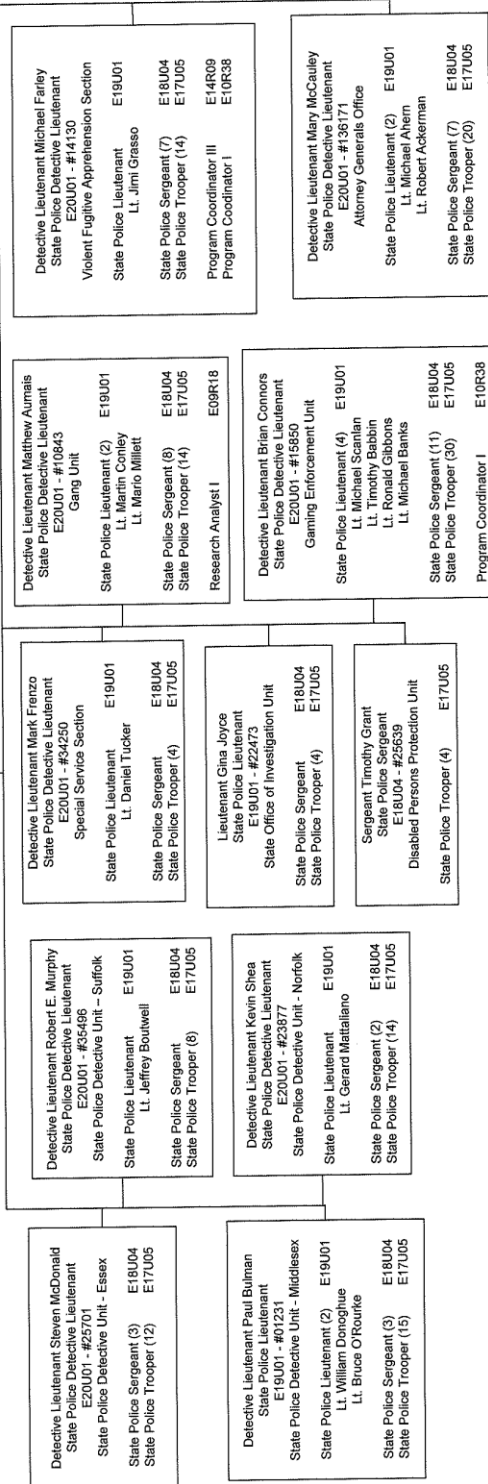 Detective Lieutenant Steven McDonald
State Police Detective Lieutenant
E20U01 - #25701
State Police Detective Unit - Essex
State Police Sergeant (3) E18U04
State Police Trooper (12) E17U05
Detective Lieutenant Robert E. Murphy
State Police Detective Lieutenant
E20U01 - #35496
State Police Detective Unit – Suffolk
State Police Lieutenant E19U01
Lt. Jeffrey Boutwell
State Police Sergeant E18U04
State Police Trooper (8) E17U05
Detective Lieutenant Mark Frenzo
State Police Detective Lieutenant
E20U01 - #34250
Special Service Section
State Police Lieutenant E19U01
Lt. Daniel Tucker
State Police Sergeant E18U04
State Police Trooper (4) E17U05
Detective Lieutenant Matthew Aumais
State Police Detective Lieutenant
E20U01 - #10843
Gang Unit
State Police Lieutenant (2) E19U01
Lt. Martin Conley
Lt. Mario Millett
State Police Sergeant (8) E18U04
State Police Trooper (14) E17U05
Research Analyst I E09R18
Detective Lieutenant Michael Farley
State Police Detective Lieutenant
E20U01 - #14130
Violent Fugitive Apprehension Section
State Police Lieutenant E19U01
Lt. Jimi Grasso
State Police Sergeant (7) E18U04
State Police Trooper (14) E17U05
Program Coordinator III E14R09
Program Coordinator I E10R38
Detective Lieutenant Paul Bulman
State Police Lieutenant
E19U01 - #01231
State Police Detective Unit - Middlesex
State Police Lieutenant (2) E19U01
Lt. William Donoghue
Lt. Bruce O'Rourke
State Police Sergeant (3) E18U04
State Police Trooper (15) E17U05
Detective Lieutenant Kevin Shea
State Police Detective Lieutenant
E20U01 - #23877
State Police Detective Unit - Norfolk
State Police Lieutenant E19U01
Lt. Gerard Mattaliano
State Police Sergeant (2) E18U04
State Police Trooper (14) E17U05
Lieutenant Gina Joyce
State Police Lieutenant
E19U01 - #22473
State Office of Investigation Unit
State Police Sergeant E18U04
State Police Trooper (4) E17U05
Detective Lieutenant Brian Connors
State Police Detective Lieutenant
E20U01 - #15850
Gaming Enforcement Unit
State Police Lieutenant (4) E19U01
Lt. Michael Scanlan
Lt. Timothy Babbin
Lt. Ronald Gibbons
Lt. Michael Banks
State Police Sergeant (11) E18U04
State Police Trooper (30) E17U05
Program Coordinator I E10R38
Detective Lieutenant Mary McCauley
State Police Detective Lieutenant
E20U01 - #136171
Attorney Generals Office
State Police Lieutenant (2) E19U01
Lt. Michael Ahern
Lt. Robert Ackerman
State Police Sergeant (7) E18U04
State Police Trooper (20) E17U05
Sergeant Timothy Grant
State Police Sergeant
E18U04 - #25639
Disabled Persons Protection Unit
State Police Trooper (4) E17U05